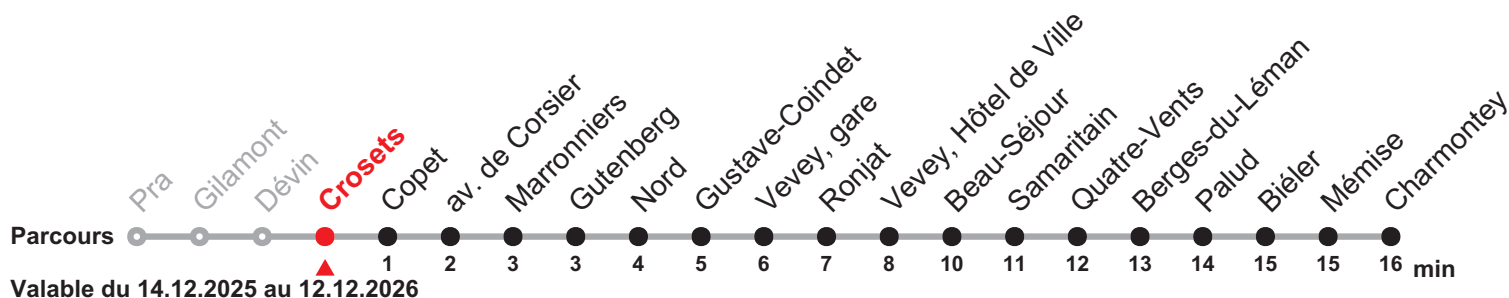 Pra
Gilamont
Dévin
Crosets
Copet
av. de Corsier
Marronniers
Gutenberg
Nord
Gustave-Coindet
Vevey, gare
Ronjat
Vevey, Hôtel de Ville
Beau-Séjour
Samaritain
Quatre-Vents
Berges-du-Léman
Palud
Biéler
Mémise
Charmontey
Parcours
1 2 3 3 4 5 6 7 8 10 11 12 13 14 15 15 16 min
Valable du 14.12.2025 au 12.12.2026